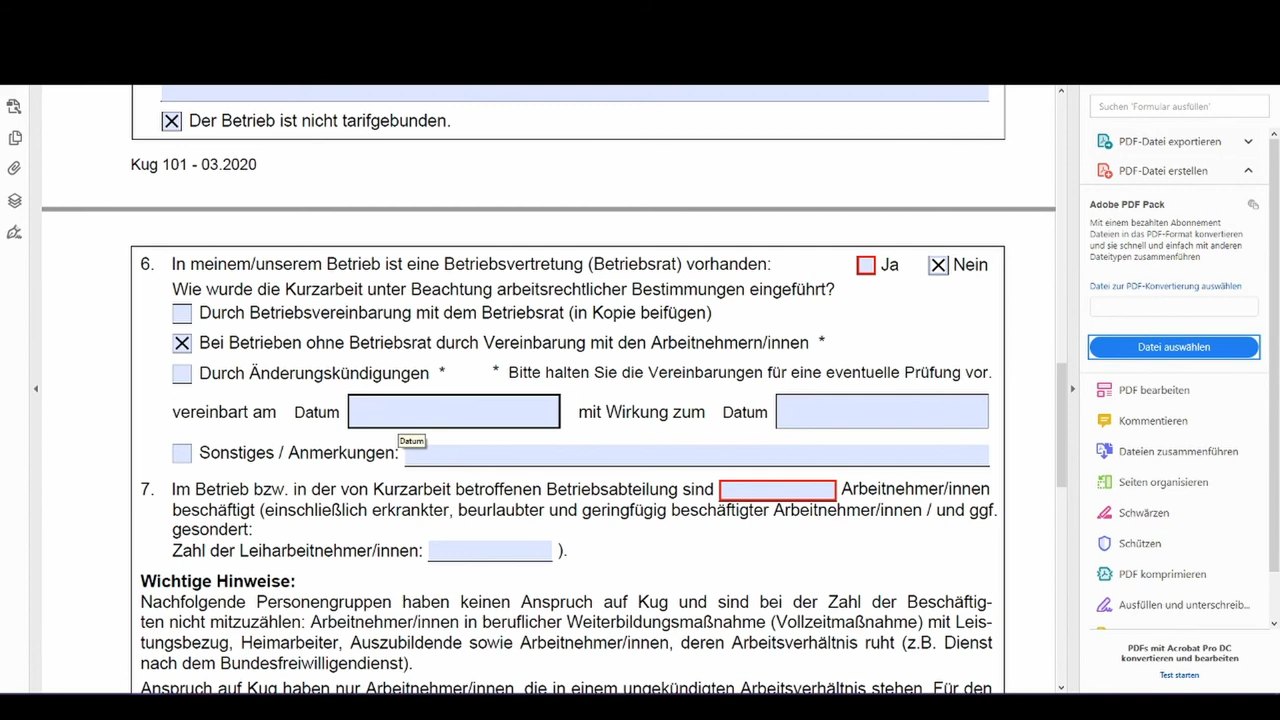 Der Betrieb ist nicht tarifgebunden.
Kug 101 - 03.2020
6. In meinem/unserem Betrieb ist eine Betriebsvertretung (Betriebsrat) vorhanden: Ja Nein
Wie wurde die Kurzarbeit unter Beachtung arbeitsrechtlicher Bestimmungen eingeführt?
Durch Betriebsvereinbarung mit dem Betriebsrat (in Kopie beifügen)
Bei Betrieben ohne Betriebsrat durch Vereinbarung mit den Arbeitnehmern/innen *
Durch Änderungskündigungen * * Bitte halten Sie die Vereinbarungen für eine eventuelle Prüfung vor.
vereinbart am Datum mit Wirkung zum Datum
Datum
Sonstiges / Anmerkungen:
7. Im Betrieb bzw. in der von Kurzarbeit betroffenen Betriebsabteilung sind Arbeitnehmer/innen
beschäftigt (einschließlich erkrankter, beurlaubter und geringfügig beschäftigter Arbeitnehmer/innen / und ggf.
gesondert:
Zahl der Leiharbeitnehmer/innen: ).
Wichtige Hinweise:
Nachfolgende Personengruppen haben keinen Anspruch auf Kug und sind bei der Zahl der Beschäftig-
ten nicht mitzuzählen: Arbeitnehmer/innen in beruflicher Weiterbildungsmaßnahme (Vollzeitmaßnahme) mit Leis-
tungsbezug, Heimarbeiter, Auszubildende sowie Arbeitnehmer/innen, deren Arbeitsverhältnis ruht (z.B. Dienst
nach dem Bundesfreiwilligendienst).
Anspruch auf Kug haben nur Arbeitnehmer/innen, die in einem ungekündigten Arbeitsverhältnis stehen. Für den
Suchen 'Formular ausfüllen'
PDF-Datei exportieren
PDF-Datei erstellen
Adobe PDF Pack
Mit einem bezahlten Abonnement
Dateien in das PDF-Format konvertieren
und sie schnell und einfach mit anderen
Dateitypen zusammenführen
Datei zur PDF-Konvertierung auswählen
Datei auswählen
PDF bearbeiten
Kommentieren
Dateien zusammenführen
Seiten organisieren
Schwärzen
Schützen
PDF komprimieren
Ausfüllen und unterschreib...
PDFs mit Acrobat Pro DC
konvertieren und bearbeiten
Test starten